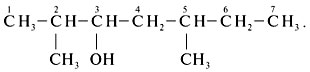 1 2 3 4 5 6 7
CH₃–CH–CH–CH₂–CH–CH₂–CH₃.
CH₃ OH CH₃